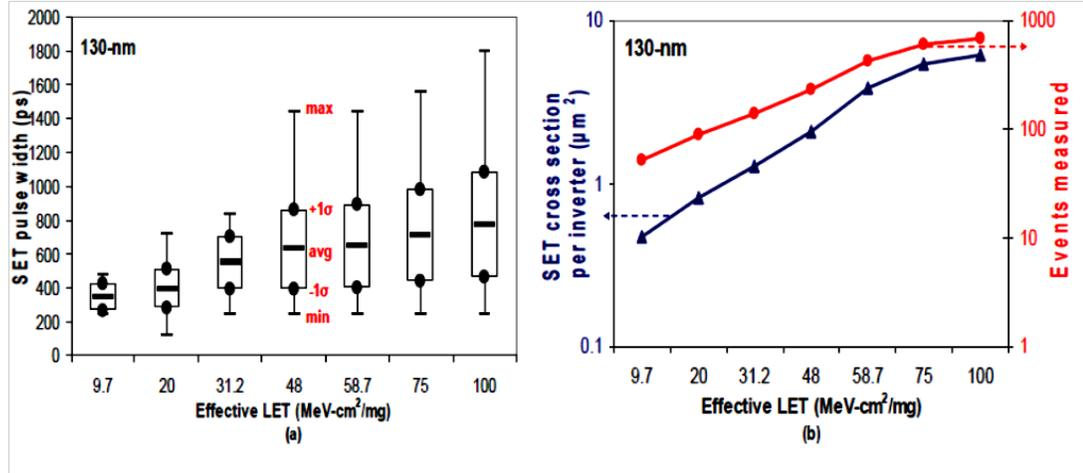 130-nm
2000
1800
1600
1400
1200
1000
800
600
400
200
0
SET pulse width (ps)
max
+1σ
avg
-1σ
min
9.7 20 31.2 48 58.7 75 100
Effective LET (MeV-cm²/mg)
(a)
130-nm
10
1
0.1
SET cross section
per inverter (µm²)
1000
100
10
1
Events measured
9.7 20 31.2 48 58.7 75 100
Effective LET (MeV-cm²/mg)
(b)